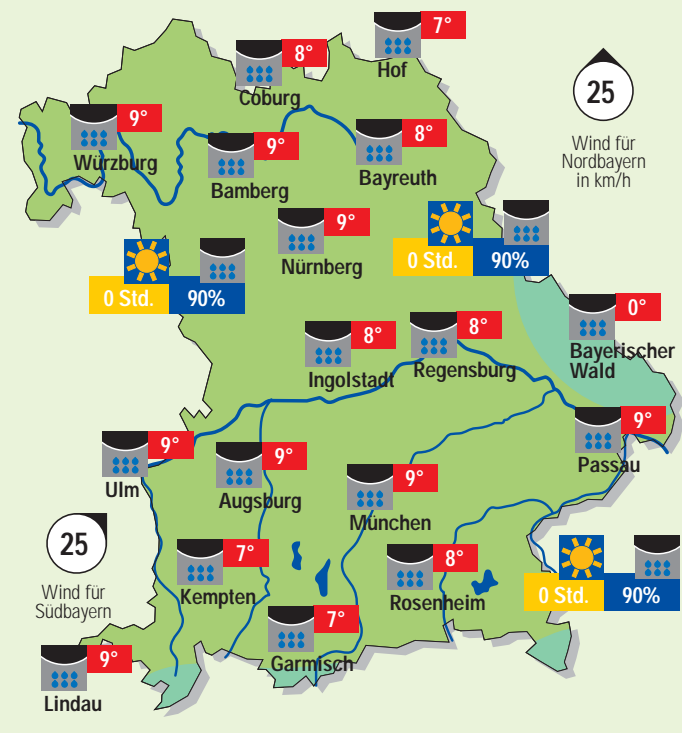 7°
Hof
8°
Coburg
25
Wind für
Nordbayern
in km/h
9°
Würzburg
9°
Bamberg
8°
Bayreuth
9°
Nürnberg
0 Std. 90%
0 Std. 90%
0°
Bayerischer
Wald
8°
Ingolstadt
8°
Regensburg
9°
Passau
9°
Ulm
9°
Augsburg
9°
München
25
Wind für
Südbayern
7°
Kempten
8°
Rosenheim
0 Std. 90%
7°
Garmisch
9°
Lindau